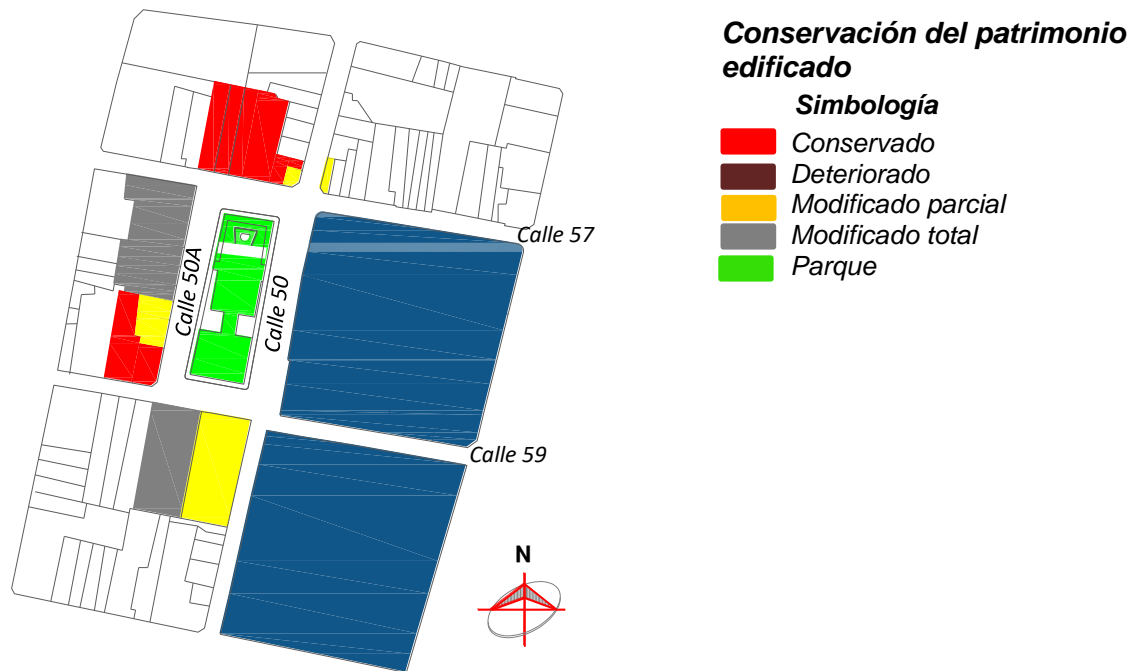 Conservación del patrimonio
edificado
Simbología
Conservado
Deteriorado
Modificado parcial
Modificado total
Parque
Calle 57
Calle 50A
Calle 50
Calle 59
N